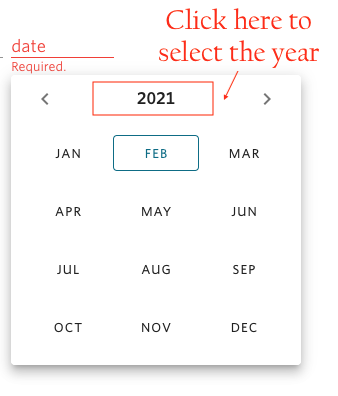 Click here to
select the year
date
Required.
2021
JAN FEB MAR
APR MAY JUN
JUL AUG SEP
OCT NOV DEC